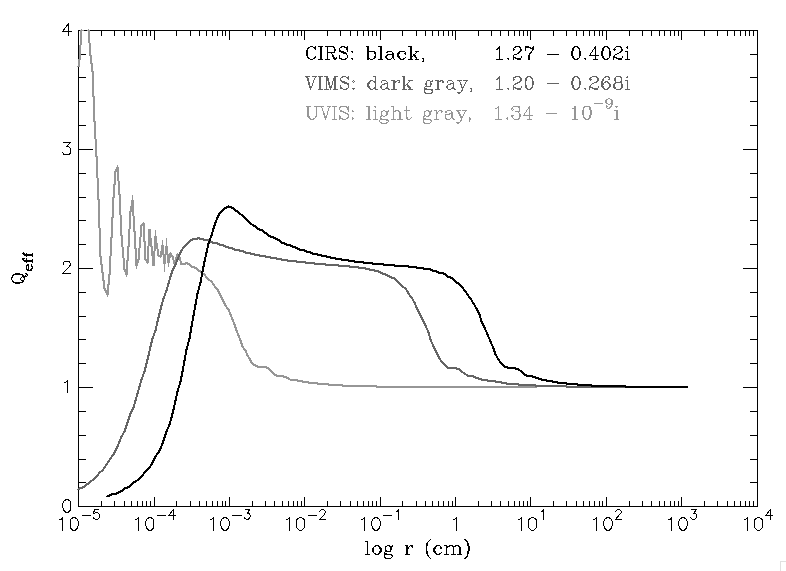 CIRS: black, 1.27 − 0.402i
VIMS: dark gray, 1.20 − 0.268i
UVIS: light gray, 1.34 − 10⁻⁹i
4
3
2
1
0
Qeff
10⁻⁵ 10⁻⁴ 10⁻³ 10⁻² 10⁻¹ 1 10¹ 10² 10³ 10⁴
log r (cm)